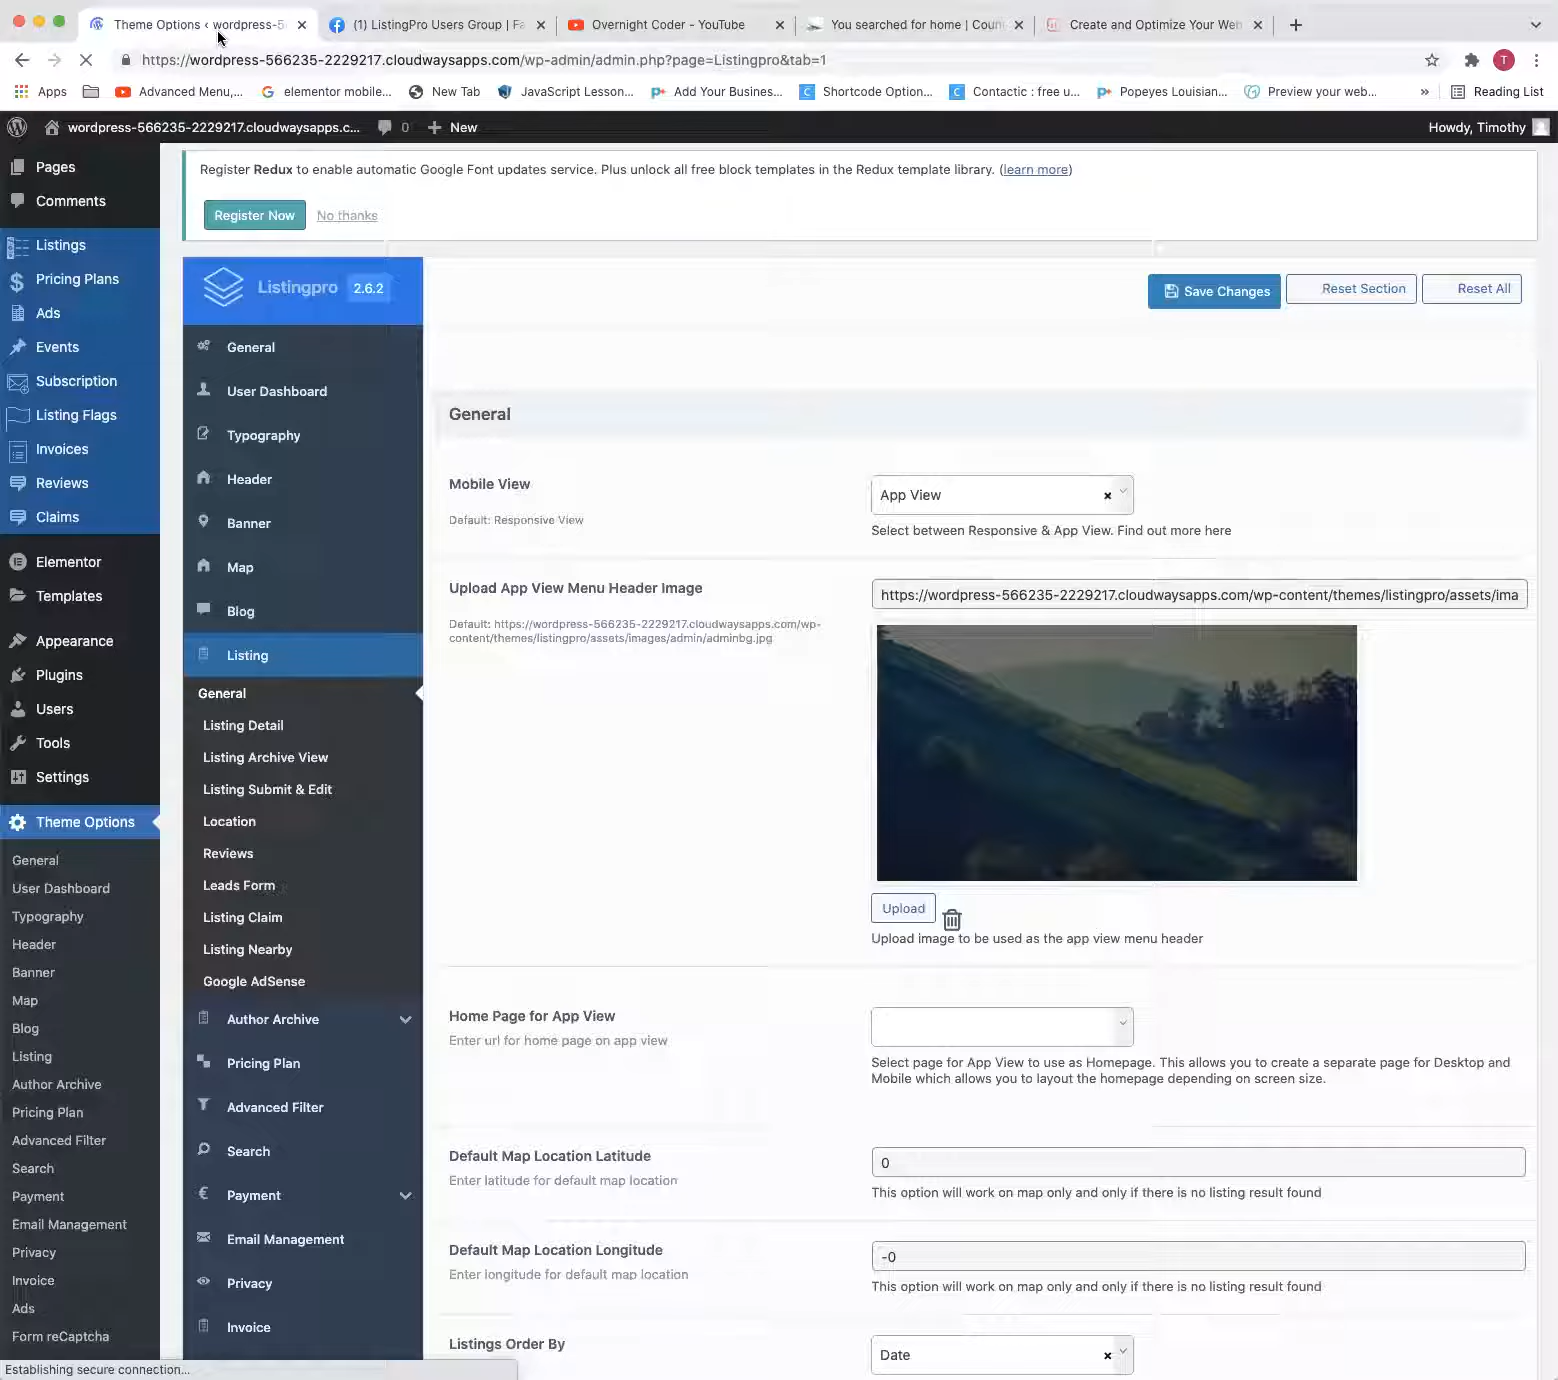 Theme Options ‹ wordpress-5
(1) ListingPro Users Group | Fa
Overnight Coder - YouTube
You searched for home | Coun
Create and Optimize Your Web
https://wordpress-566235-2229217.cloudwaysapps.com/wp-admin/admin.php?page=Listingpro&tab=1
T
Apps
Advanced Menu,...
elementor mobile...
New Tab
JavaScript Lesson...
Add Your Busines...
Shortcode Option...
Contactic : free u...
Popeyes Louisian...
Preview your web...
»
Reading List
wordpress-566235-2229217.cloudwaysapps.c...
0
New
Howdy, Timothy
Pages
Comments
Listings
Pricing Plans
Ads
Events
Subscription
Listing Flags
Invoices
Reviews
Claims
Elementor
Templates
Appearance
Plugins
Users
Tools
Settings
Theme Options
General
User Dashboard
Typography
Header
Banner
Map
Blog
Listing
Author Archive
Pricing Plan
Advanced Filter
Search
Payment
Email Management
Privacy
Invoice
Ads
Form reCaptcha
Establishing secure connection...
Register Redux to enable automatic Google Font updates service. Plus unlock all free block templates in the Redux template library. (learn more)
Register Now
No thanks
Listingpro 2.6.2
General
User Dashboard
Typography
Header
Banner
Map
Blog
Listing
General
Listing Detail
Listing Archive View
Listing Submit & Edit
Location
Reviews
Leads Form
Listing Claim
Listing Nearby
Google AdSense
Author Archive
Pricing Plan
Advanced Filter
Search
Payment
Email Management
Privacy
Invoice
Save Changes
Reset Section
Reset All
General
Mobile View
Default: Responsive View
App View
Select between Responsive & App View. Find out more here
Upload App View Menu Header Image
Default: https://wordpress-566235-2229217.cloudwaysapps.com/wp-
content/themes/listingpro/assets/images/admin/adminbg.jpg
https://wordpress-566235-2229217.cloudwaysapps.com/wp-content/themes/listingpro/assets/ima
Upload
Upload image to be used as the app view menu header
Home Page for App View
Enter url for home page on app view
Select page for App View to use as Homepage. This allows you to create a separate page for Desktop and
Mobile which allows you to layout the homepage depending on screen size.
Default Map Location Latitude
Enter latitude for default map location
0
This option will work on map only and only if there is no listing result found
Default Map Location Longitude
Enter longitude for default map location
-0
This option will work on map only and only if there is no listing result found
Listings Order By
Date